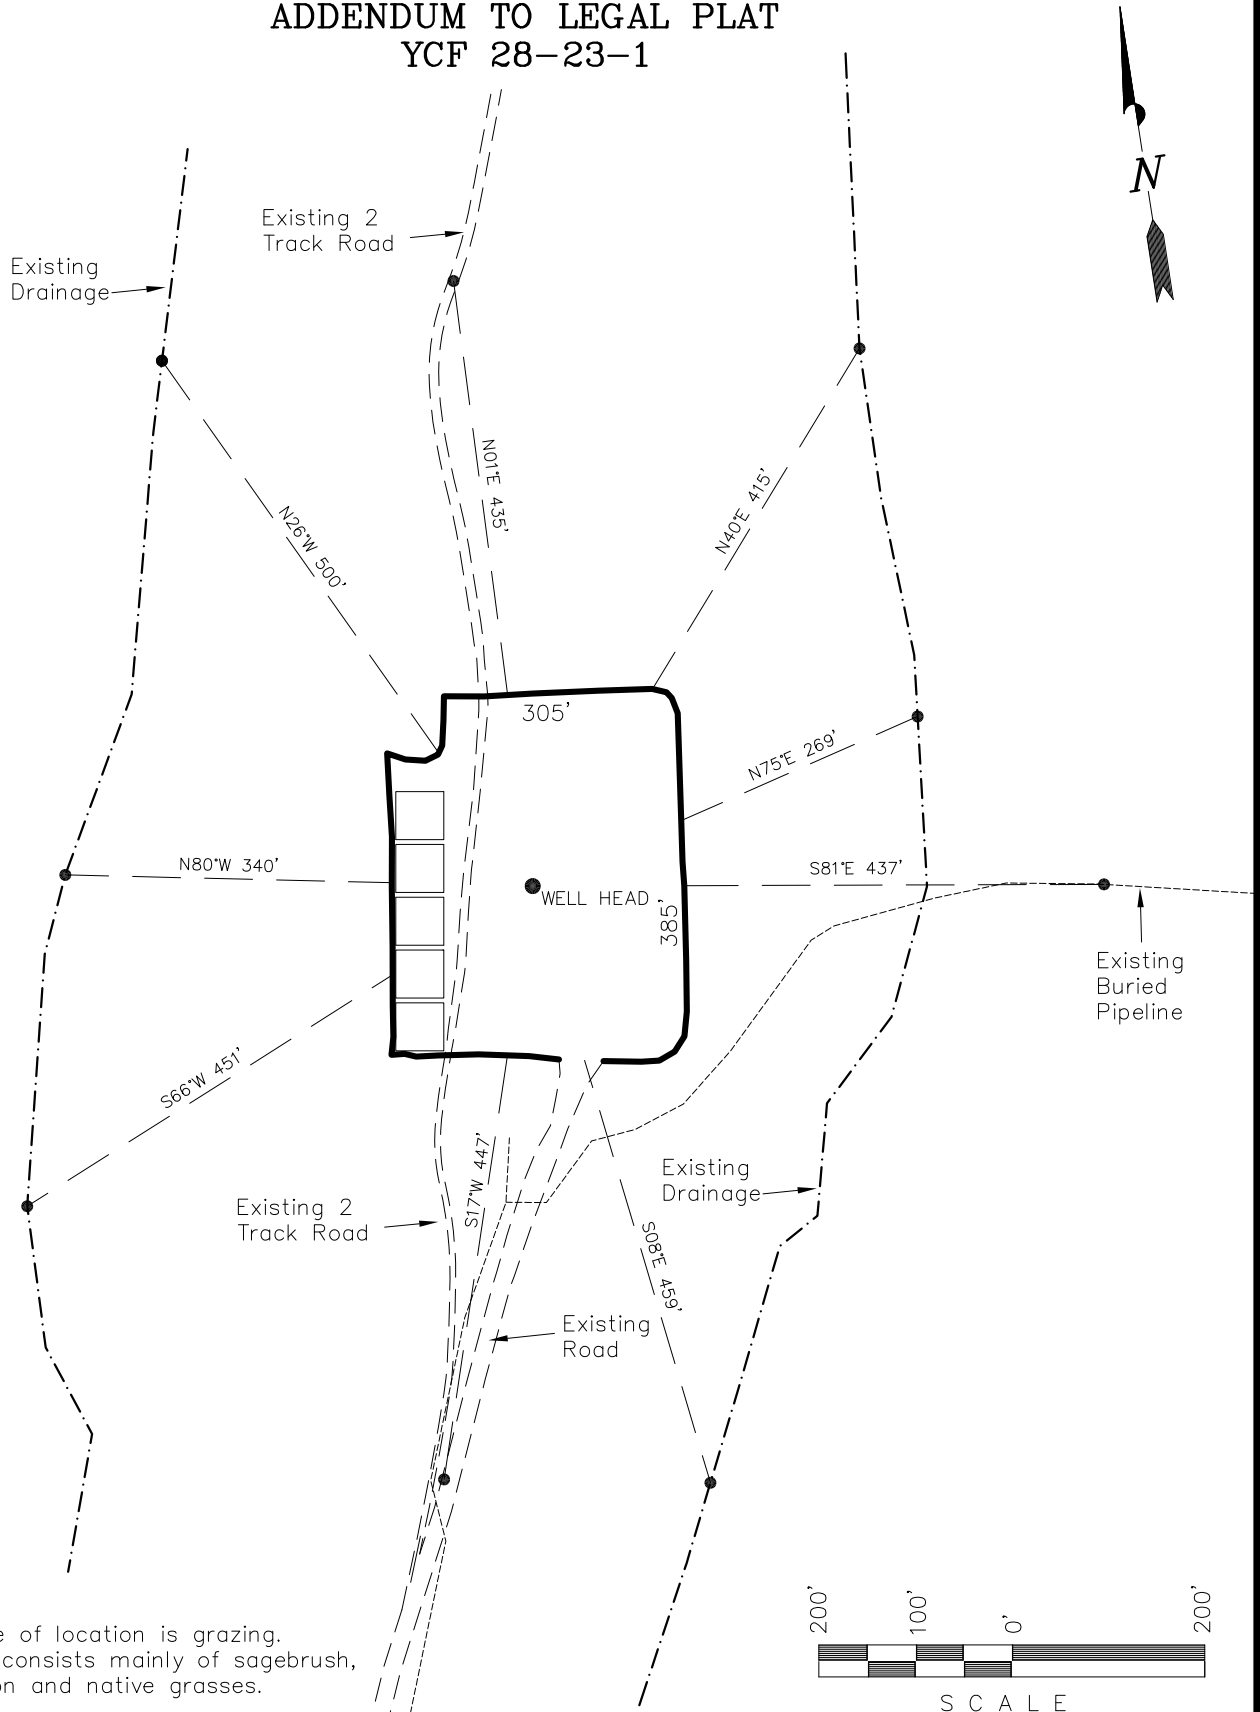 ADDENDUM TO LEGAL PLAT
YCF 28-23-1
N
Existing 2
Track Road
Existing
Drainage
N01°E 435'
N40°E 415'
N26°W 500'
305'
N75°E 269'
N80°W 340'
S81°E 437'
WELL HEAD
385'
Existing
Buried
Pipeline
S66°W 451'
S17°W 447'
Existing
Drainage
Existing 2
Track Road
S08°E 459'
Existing
Road
200'
100'
0'
200'
of location is grazing.
consists mainly of sagebrush,
and native grasses.
SCALE